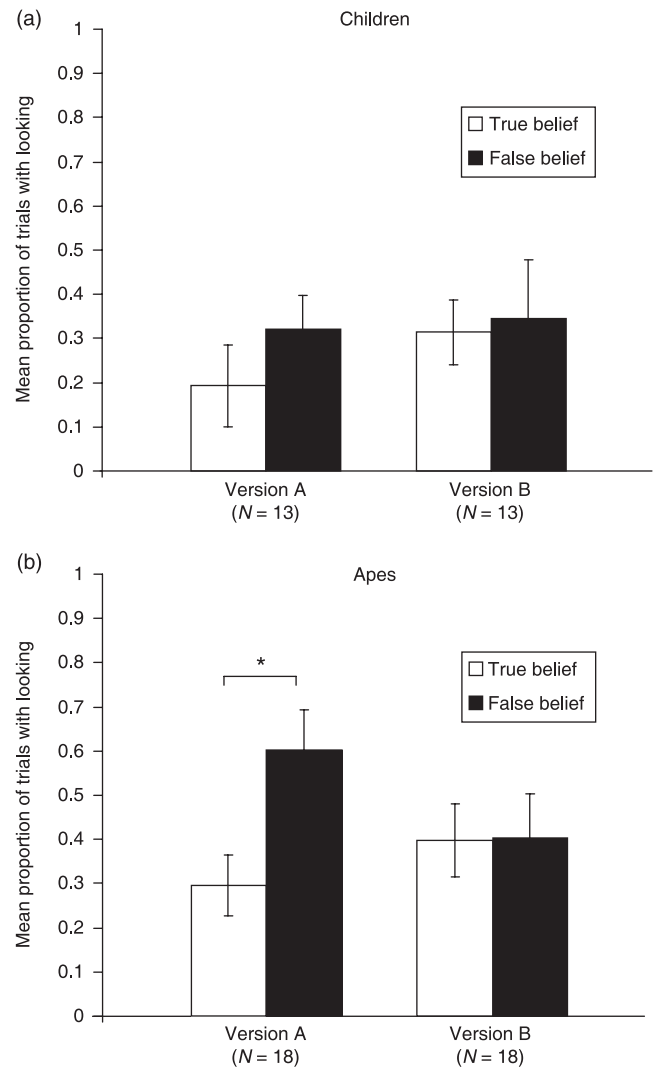 (a)
Children
1
0.9
0.8
0.7
0.6
0.5
0.4
0.3
0.2
0.1
0
Mean proportion of trials with looking
True belief
False belief
Version A
(N = 13)
Version B
(N = 13)
(b)
Apes
1
0.9
0.8
0.7
0.6
0.5
0.4
0.3
0.2
0.1
0
Mean proportion of trials with looking
*
True belief
False belief
Version A
(N = 18)
Version B
(N = 18)